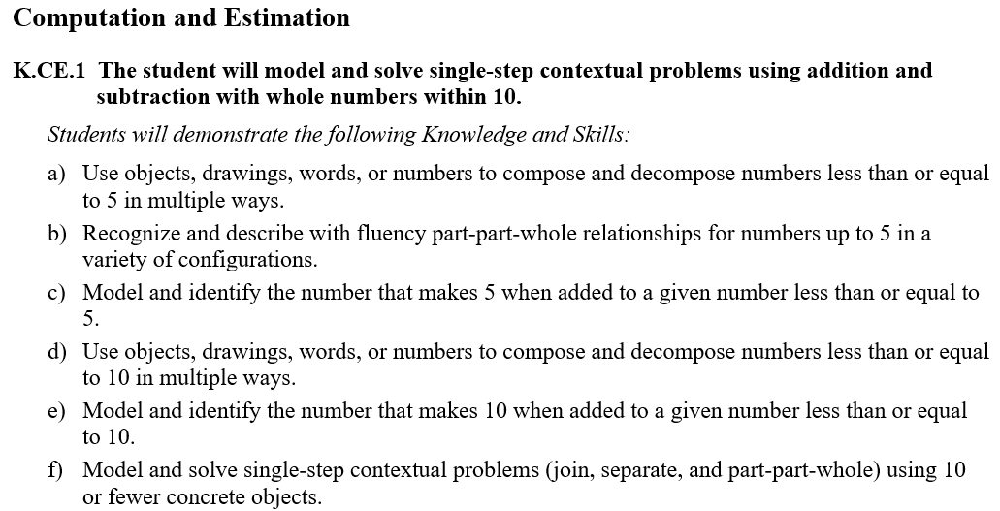 Computation and Estimation
K.CE.1 The student will model and solve single-step contextual problems using addition and
subtraction with whole numbers within 10.
Students will demonstrate the following Knowledge and Skills:
a) Use objects, drawings, words, or numbers to compose and decompose numbers less than or equal
to 5 in multiple ways.
b) Recognize and describe with fluency part-part-whole relationships for numbers up to 5 in a
variety of configurations.
c) Model and identify the number that makes 5 when added to a given number less than or equal to
5.
d) Use objects, drawings, words, or numbers to compose and decompose numbers less than or equal
to 10 in multiple ways.
e) Model and identify the number that makes 10 when added to a given number less than or equal
to 10.
f) Model and solve single-step contextual problems (join, separate, and part-part-whole) using 10
or fewer concrete objects.